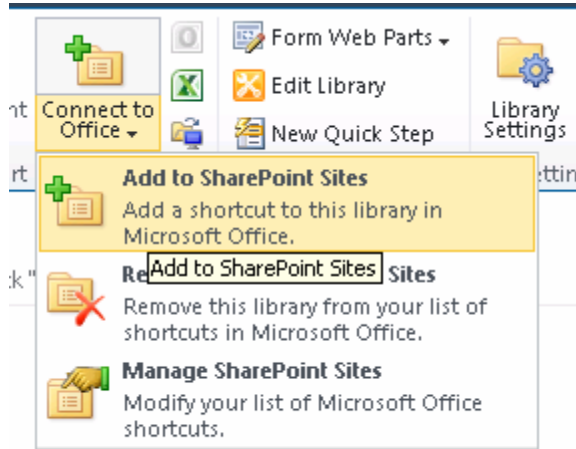 Form Web Parts
nt Connect to Office
Edit Library
New Quick Step
Library Settings
rt
ttin
Add to SharePoint Sites
Add a shortcut to this library in
Microsoft Office.
Add to SharePoint Sites
Re
Sites
ck "
Remove this library from your list of
shortcuts in Microsoft Office.
Manage SharePoint Sites
Modify your list of Microsoft Office
shortcuts.